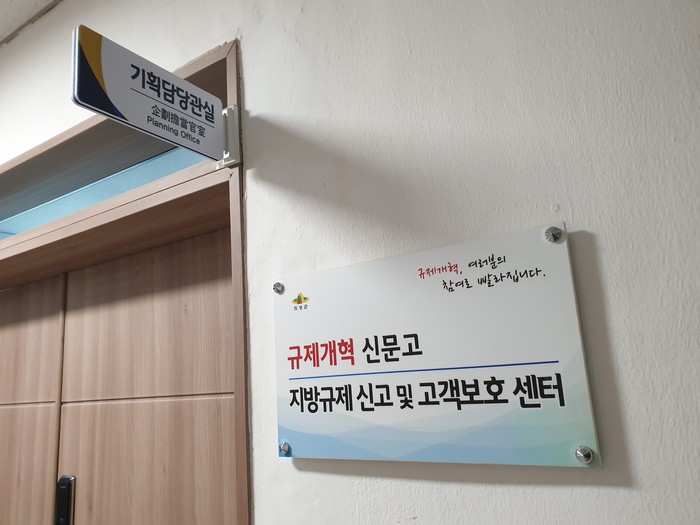 기획담당관실
企劃擔當官室
Planning Office
규제개혁, 여러분의
참여로 빨라집니다.
규제개혁 신문고
지방규제 신고 및 고객보호 센터